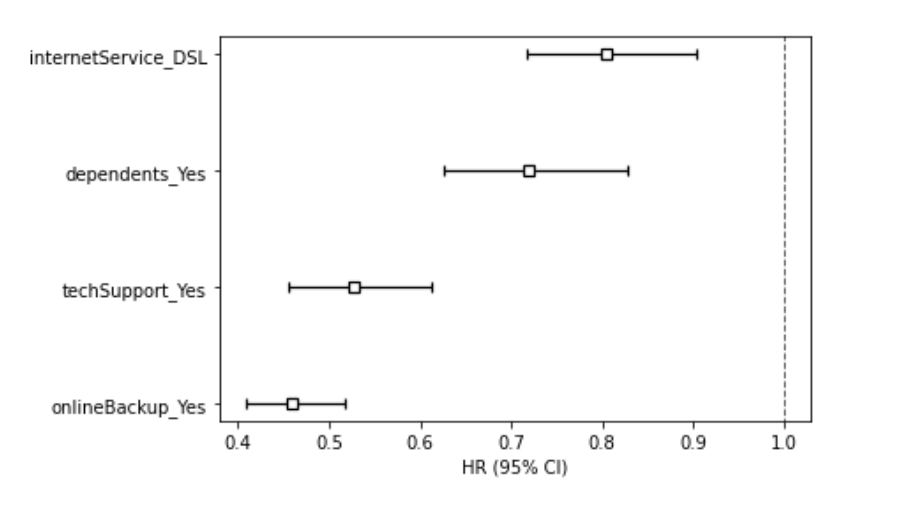 internetService_DSL
dependents_Yes
techSupport_Yes
onlineBackup_Yes
0.4 0.5 0.6 0.7 0.8 0.9 1.0
HR (95% CI)